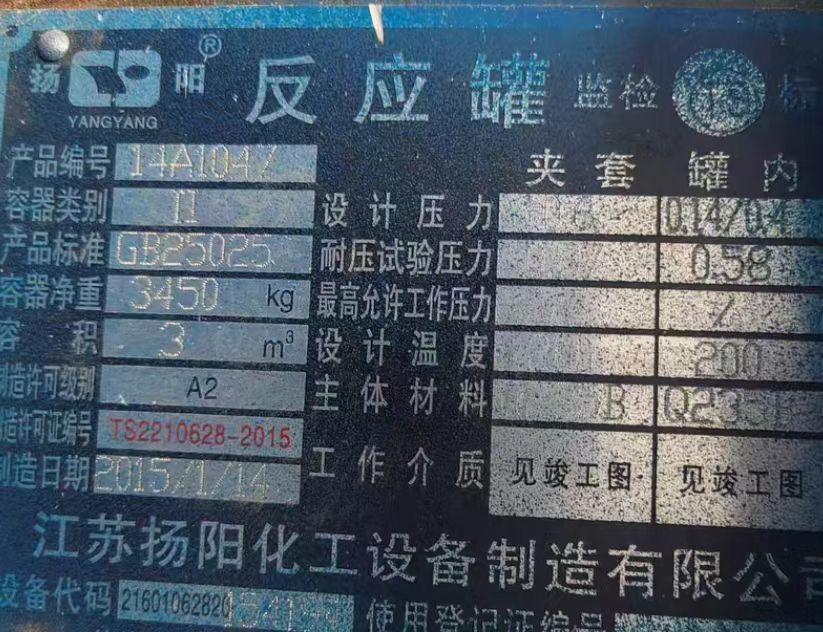 扬 阳 ® 反应罐 监检 标
YANGYANG
产品编号 14A104 夹套 罐内
容器类别 Π 设计压力 0.14/0.4
产品标准 GB25025 耐压试验压力 0.58
容器净重 3450 kg 最高允许工作压力 /
容 积 3 m³ 设计温度 200
制造许可级别 A2 主体材料 B Q235
制造许可证编号 TS2210628-2015
制造日期 2015/1/14 工作介质 见竣工图 见竣工图
江苏扬阳化工设备制造有限公司
设备代码 21601062820 使用登记证编号